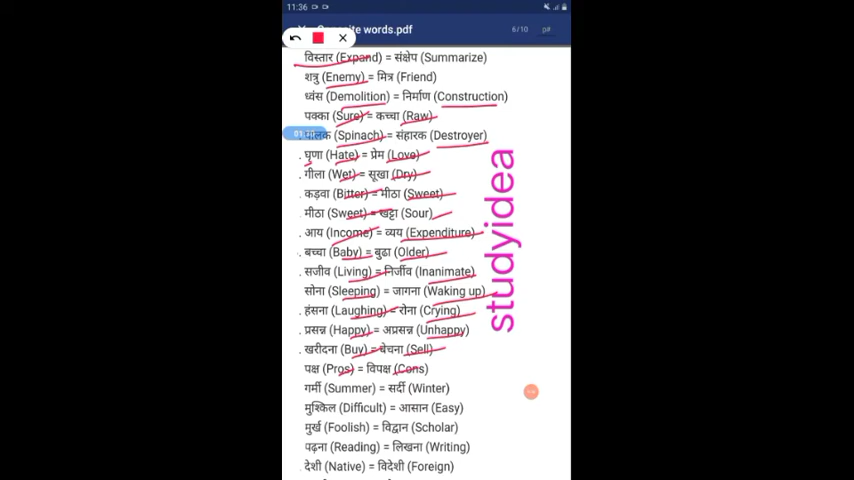 11:36
Opposite words.pdf
6/10
विस्तार (Expand) = संक्षेप (Summarize)
शत्रु (Enemy) = मित्र (Friend)
ध्वंस (Demolition) = निर्माण (Construction)
पक्का (Sure) = कच्चा (Raw)
(Spinach) = संहारक (Destroyer)
घृणा (Hate) = प्रेम (Love)
गीला (Wet) = सूखा (Dry)
कड़वा (Bitter) = मीठा (Sweet)
मीठा (Sweet) = खट्टा (Sour)
आय (Income) = व्यय (Expenditure)
बच्चा (Baby) = बुढा (Older)
सजीव (Living) = निर्जीव (Inanimate)
सोना (Sleeping) = जागना (Waking up)
हंसना (Laughing) = रोना (Crying)
प्रसन्न (Happy) = अप्रसन्न (Unhappy)
खरीदना (Buy) = बेचना (Sell)
पक्ष (Pros) = विपक्ष (Cons)
गर्मी (Summer) = सर्दी (Winter)
मुश्किल (Difficult) = आसान (Easy)
मुर्ख (Foolish) = विद्वान (Scholar)
पढ़ना (Reading) = लिखना (Writing)
देशी (Native) = विदेशी (Foreign)
studyidea